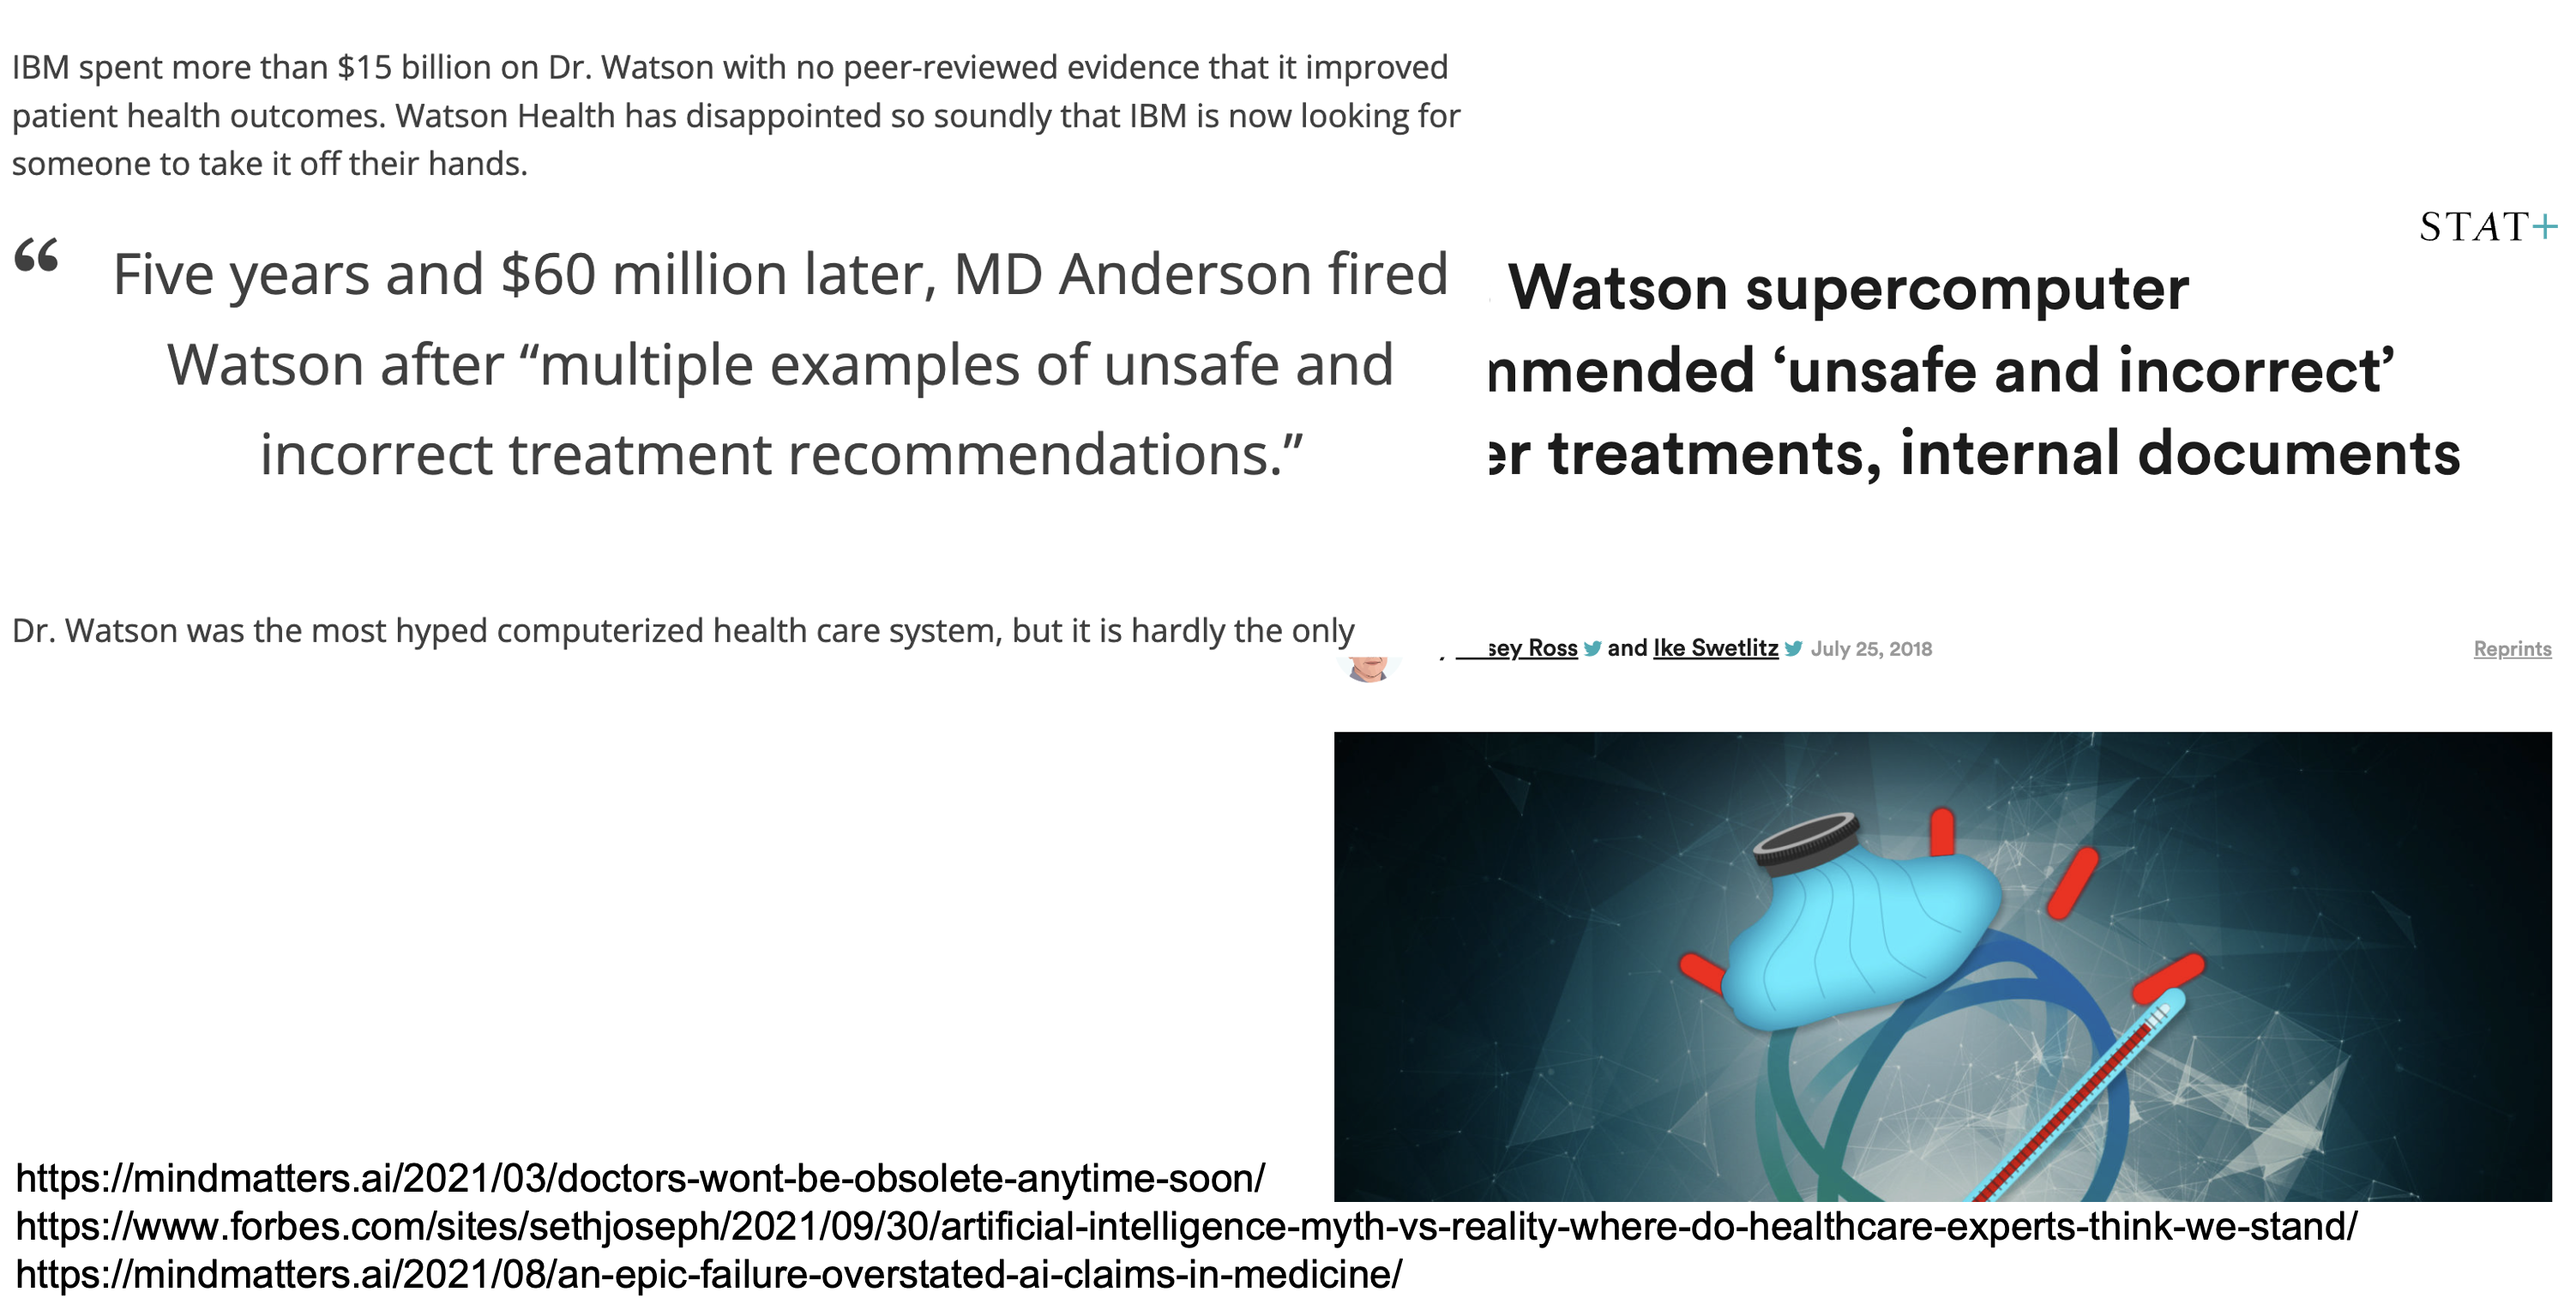 IBM spent more than $15 billion on Dr. Watson with no peer-reviewed evidence that it improved
patient health outcomes. Watson Health has disappointed so soundly that IBM is now looking for
someone to take it off their hands.
“ Five years and $60 million later, MD Anderson fired
Watson after “multiple examples of unsafe and
incorrect treatment recommendations.”
Dr. Watson was the most hyped computerized health care system, but it is hardly the only
STAT+
Watson supercomputer
mmended ‘unsafe and incorrect’
er treatments, internal documents
sey Ross and Ike Swetlitz July 25, 2018
Reprints
https://mindmatters.ai/2021/03/doctors-wont-be-obsolete-anytime-soon/
https://www.forbes.com/sites/sethjoseph/2021/09/30/artificial-intelligence-myth-vs-reality-where-do-healthcare-experts-think-we-stand/
https://mindmatters.ai/2021/08/an-epic-failure-overstated-ai-claims-in-medicine/